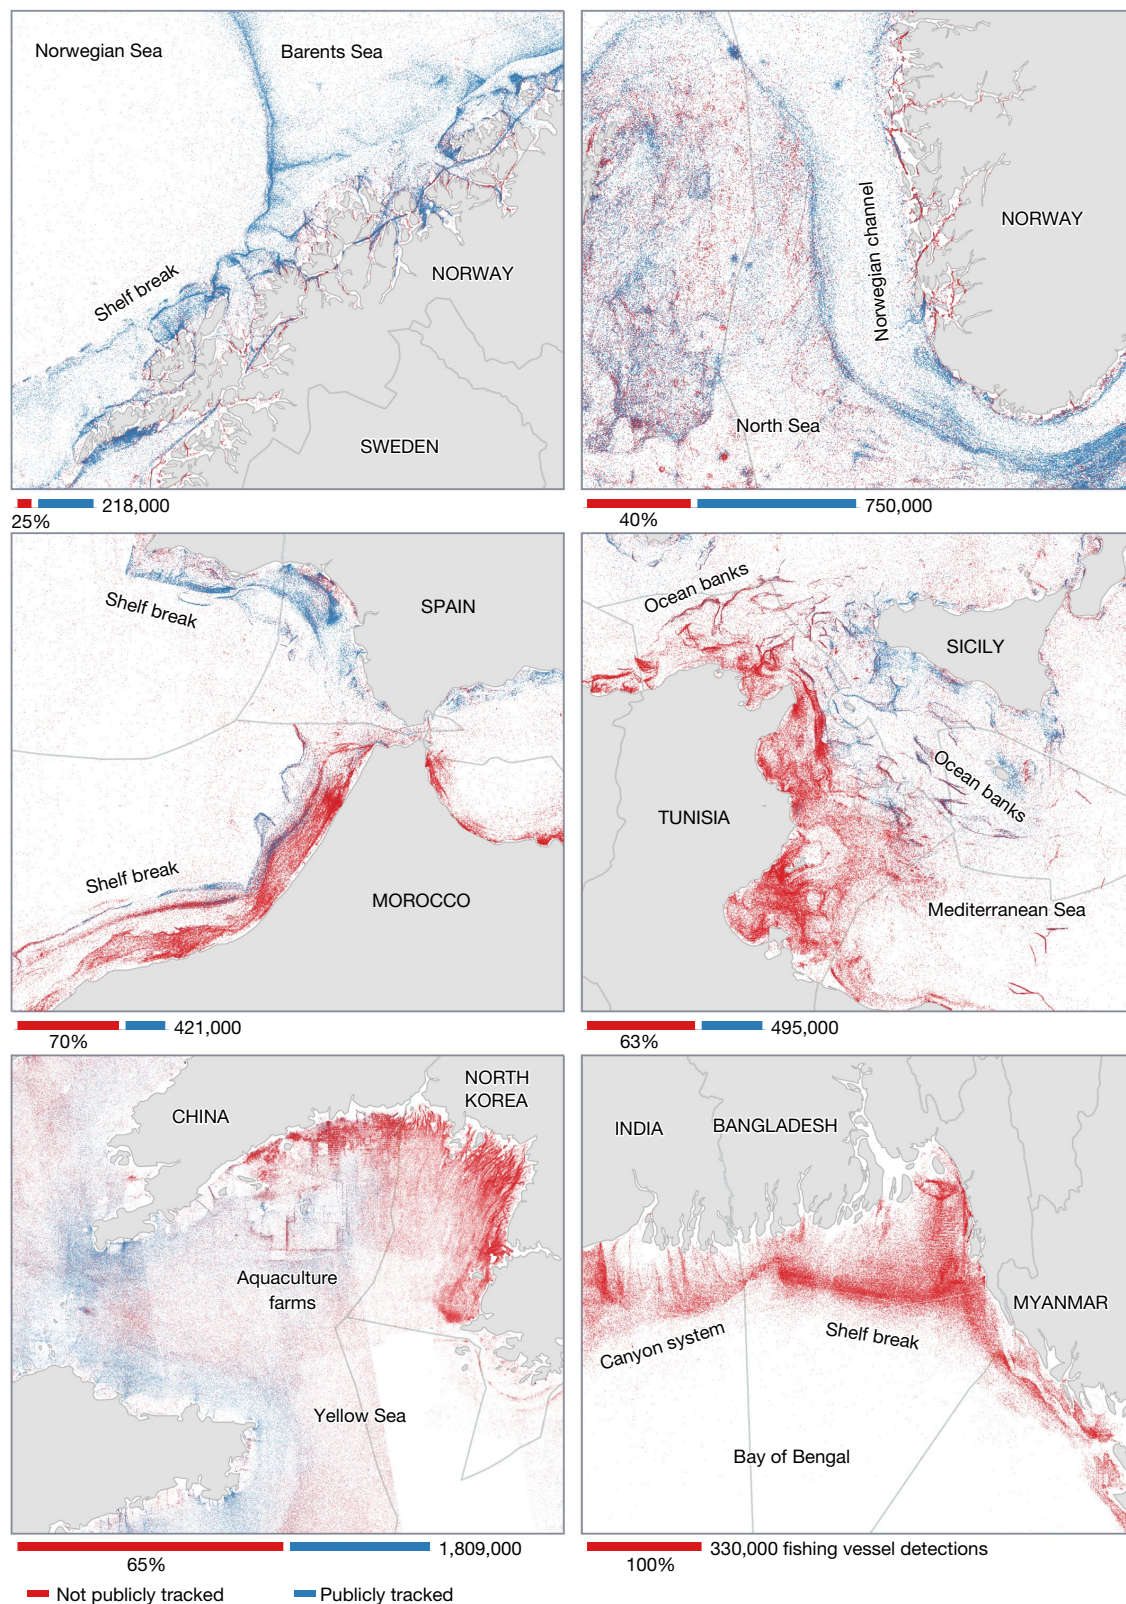 Norwegian Sea
Barents Sea
Shelf break
NORWAY
SWEDEN
218,000
25%
Norwegian channel
NORWAY
North Sea
750,000
40%
Shelf break
SPAIN
Shelf break
MOROCCO
421,000
70%
Ocean banks
SICILY
Ocean banks
TUNISIA
Mediterranean Sea
495,000
63%
NORTH
KOREA
CHINA
Aquaculture
farms
Yellow Sea
1,809,000
65%
INDIA
BANGLADESH
MYANMAR
Canyon system
Shelf break
Bay of Bengal
330,000 fishing vessel detections
100%
Not publicly tracked
Publicly tracked